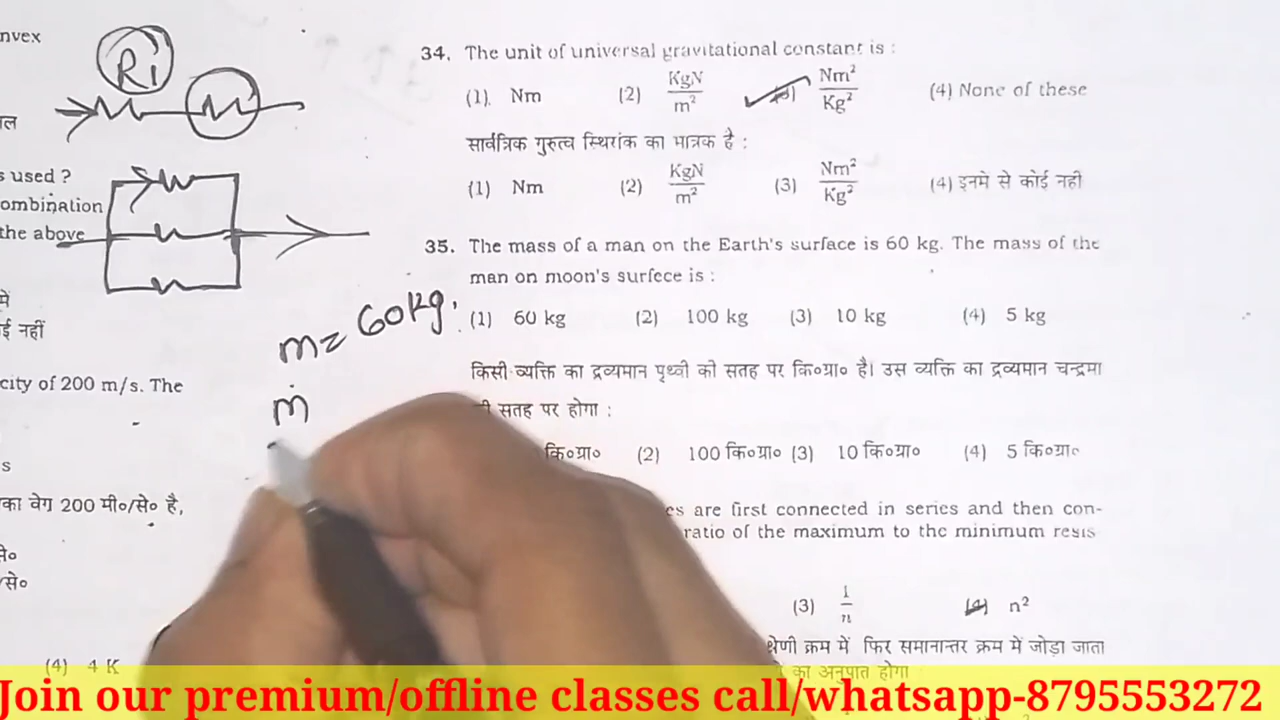 nvex
R1
ाल
s used ?
ombination
the above
में
ई नहीं
city of 200 m/s. The
s
का वेग 200 मी०/से० है,
से०
/से०
(4) 4 K
34. The unit of universal gravitational constant is :
(1) Nm (2) KgN/m² (3) Nm²/Kg² (4) None of these
सार्वत्रिक गुरुत्व स्थिरांक का मात्रक है :
(1) Nm (2) KgN/m² (3) Nm²/Kg² (4) इनमें से कोई नहीं
35. The mass of a man on the Earth's surface is 60 kg. The mass of the
man on moon's surfece is :
m = 60 kg.
(1) 60 kg (2) 100 kg (3) 10 kg (4) 5 kg
किसी व्यक्ति का द्रव्यमान पृथ्वी को सतह पर कि०ग्रा० है। उस व्यक्ति का द्रव्यमान चन्द्रमा
m
सतह पर होगा :
कि०ग्रा० (2) 100 कि०ग्रा० (3) 10 कि०ग्रा० (4) 5 कि०ग्रा०
es are first connected in series and then con-
ratio of the maximum to the minimum resis
(3) 1/n (4) n²
श्रेणी क्रम में फिर समानान्तर क्रम में जोड़ा जाता
का अनुपात होगा
Join our premium/offline classes call/whatsapp-8795553272